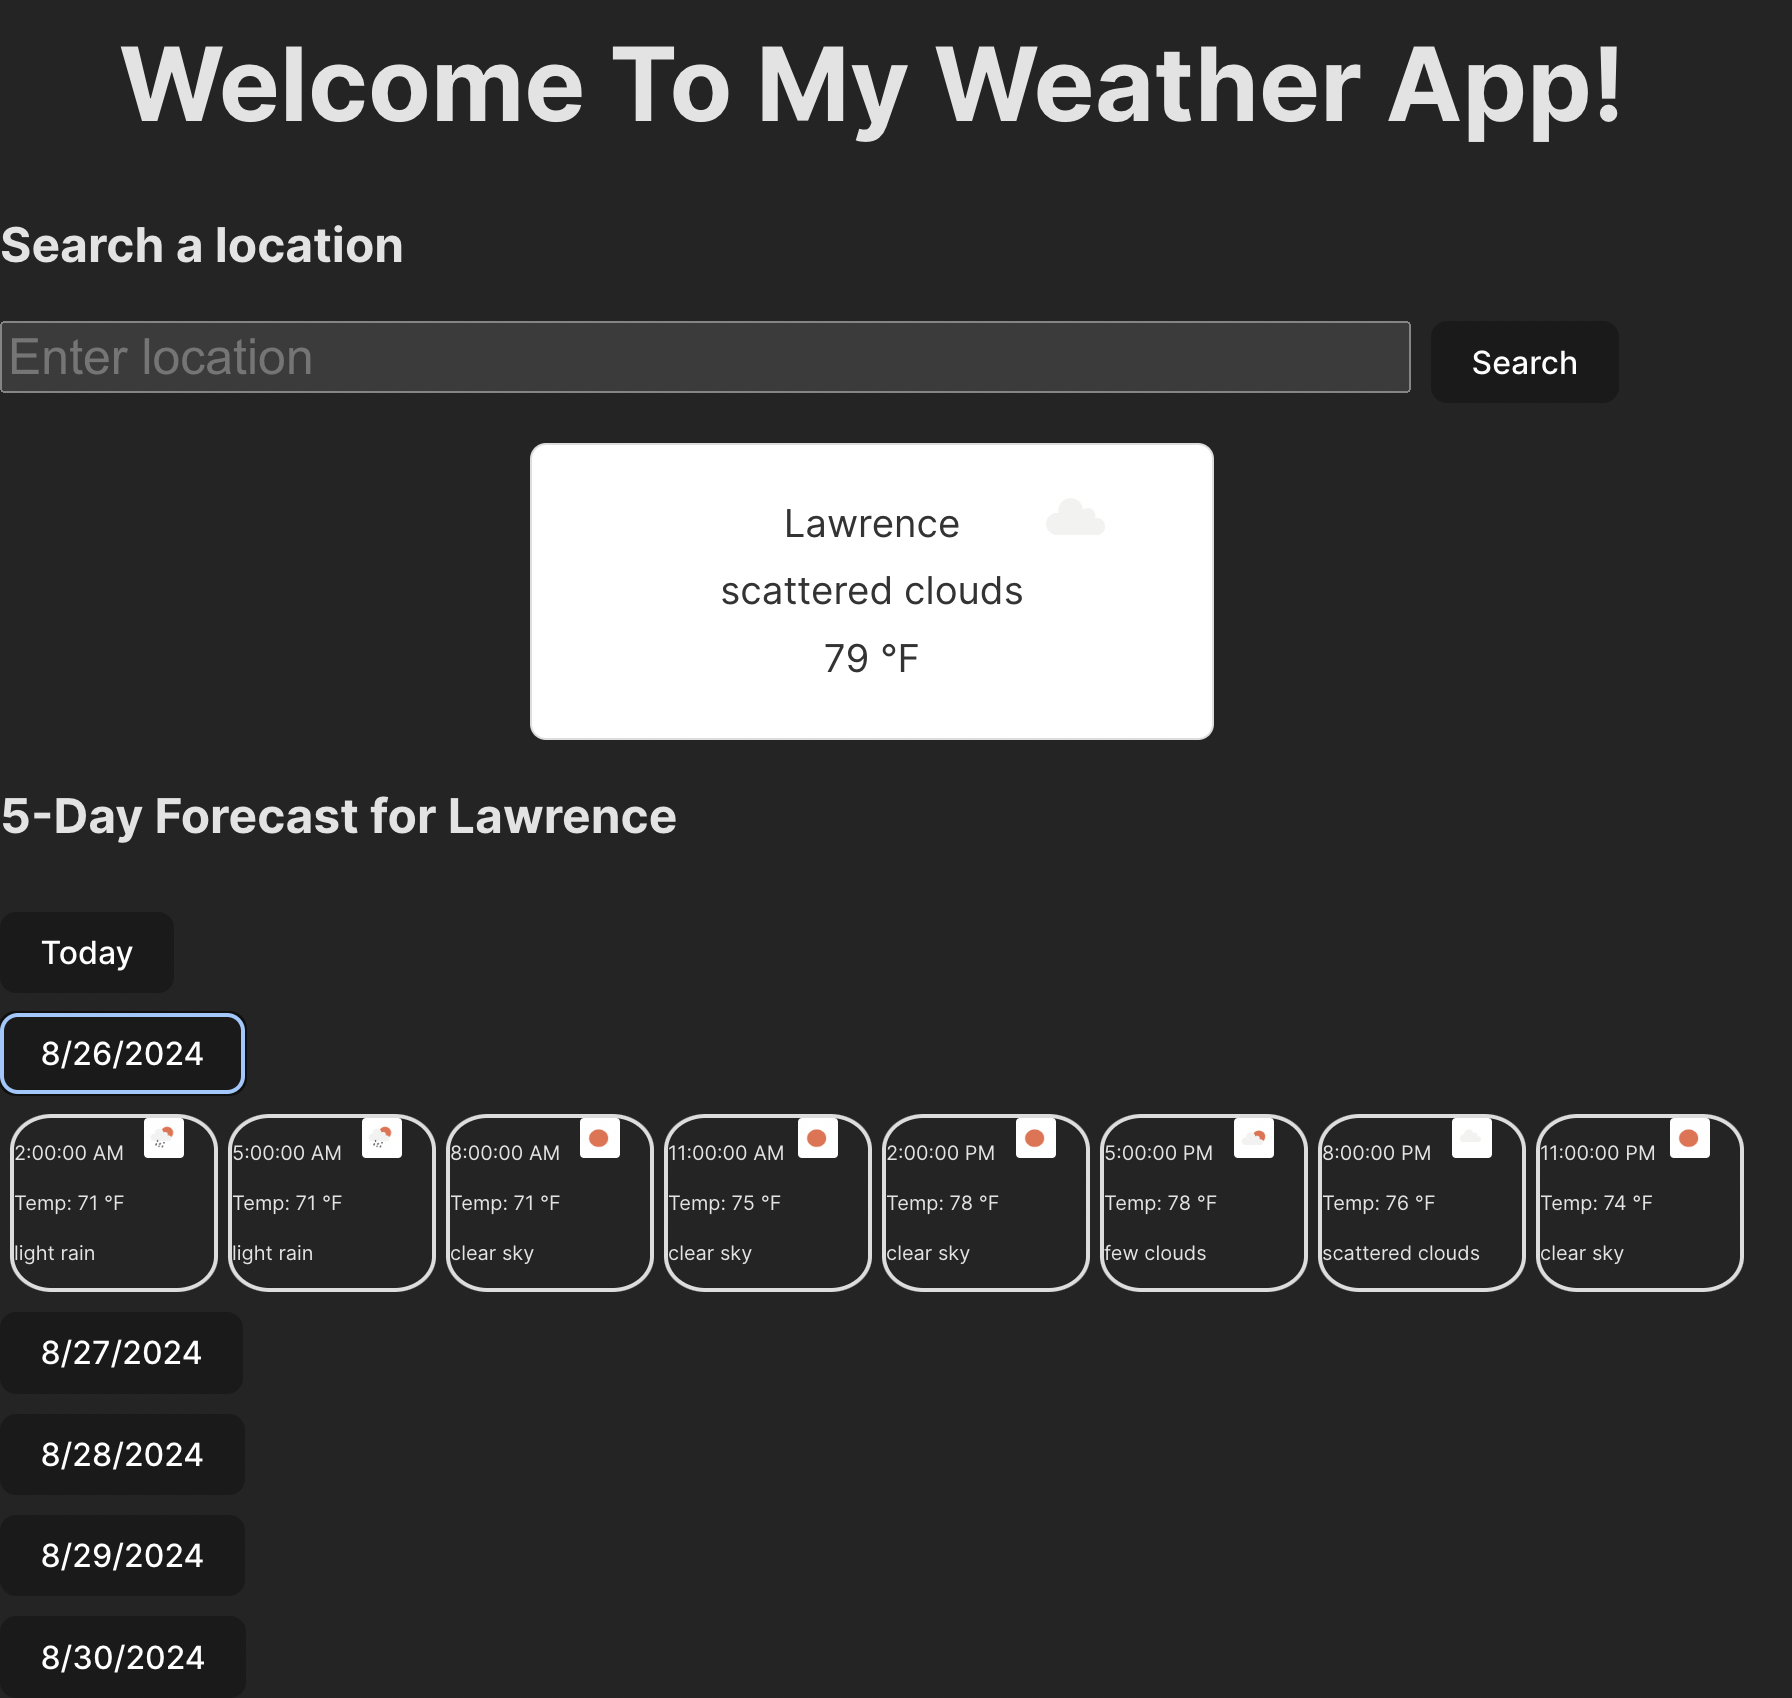 Welcome To My Weather App!
Search a location
Enter location
Search
Lawrence
scattered clouds
79 °F
5-Day Forecast for Lawrence
Today
8/26/2024
2:00:00 AM
Temp: 71 °F
light rain
5:00:00 AM
Temp: 71 °F
light rain
8:00:00 AM
Temp: 71 °F
clear sky
11:00:00 AM
Temp: 75 °F
clear sky
2:00:00 PM
Temp: 78 °F
clear sky
5:00:00 PM
Temp: 78 °F
few clouds
8:00:00 PM
Temp: 76 °F
scattered clouds
11:00:00 PM
Temp: 74 °F
clear sky
8/27/2024
8/28/2024
8/29/2024
8/30/2024